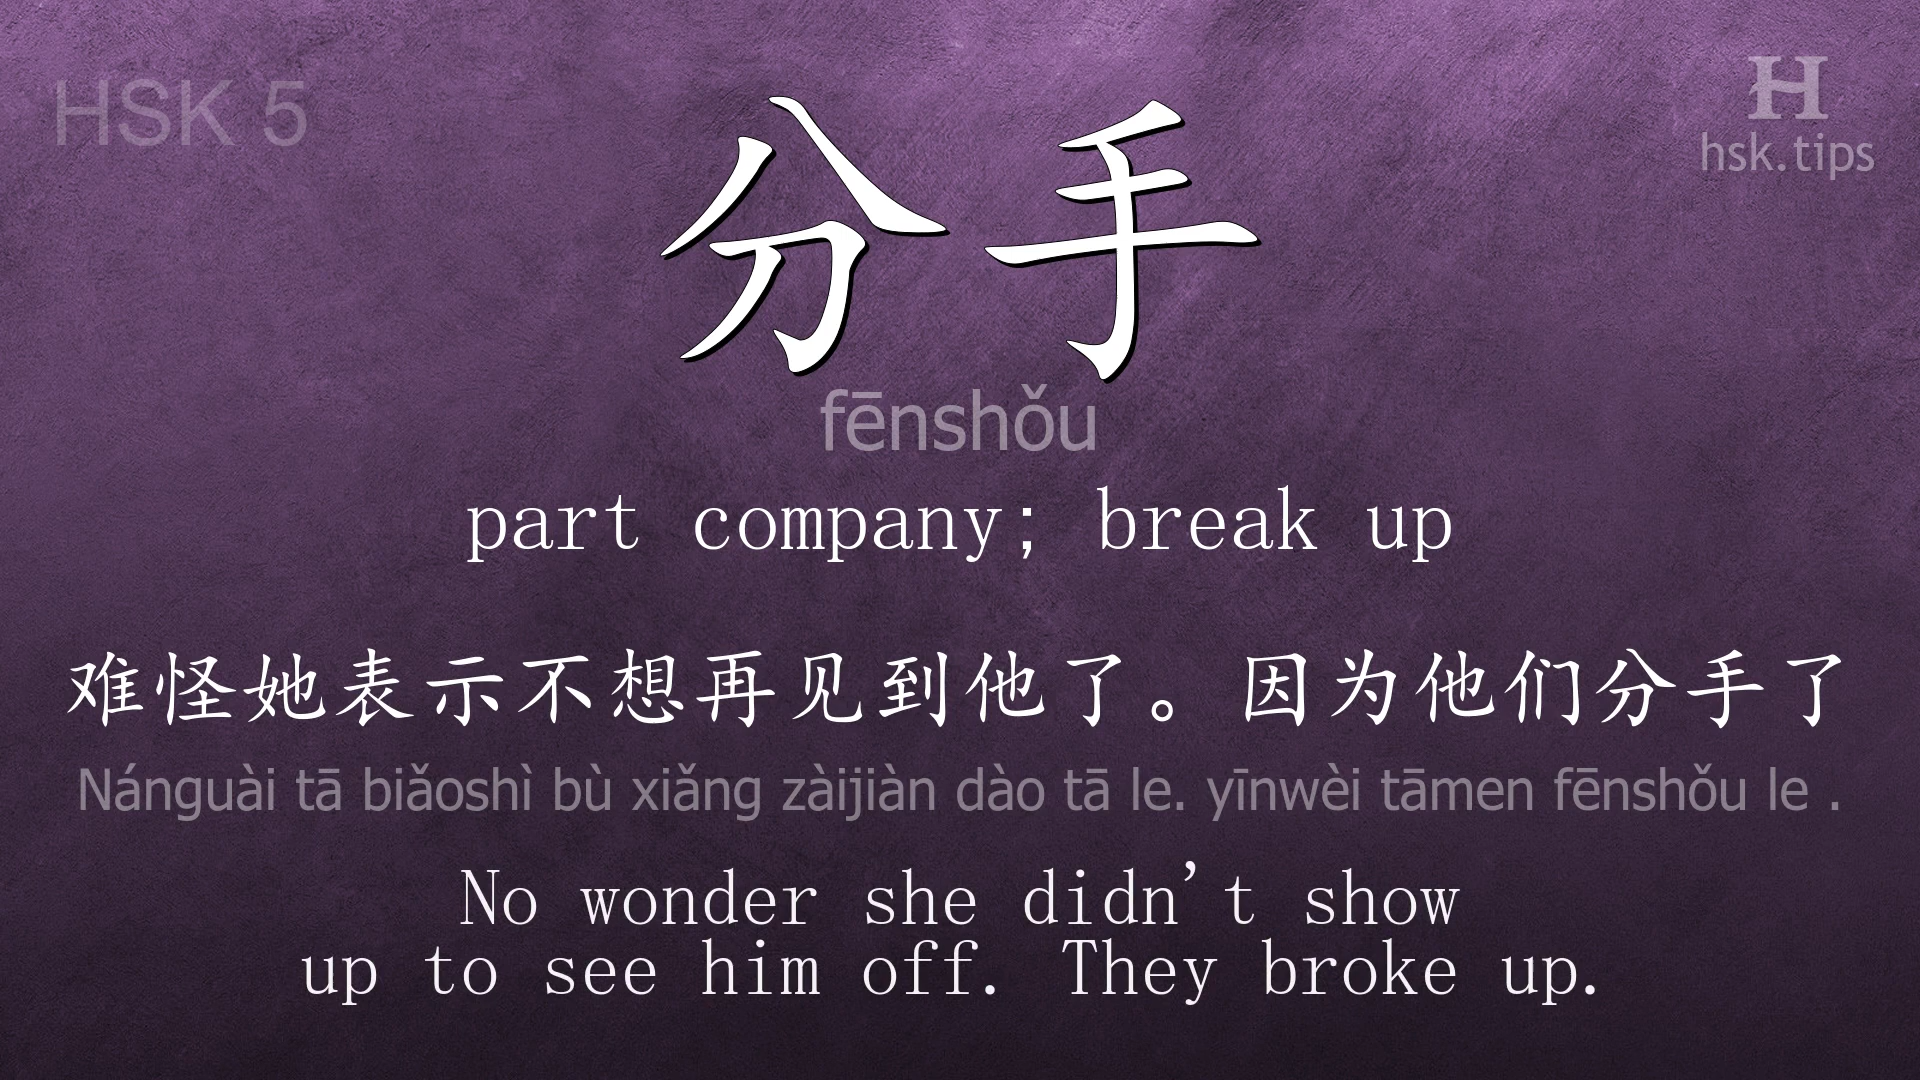 HSK 5
H
hsk.tips
分手
fēnshǒu
part company; break up
难怪她表示不想再见到他了。因为他们分手了
Nánguài tā biǎoshì bù xiǎng zàijiàn dào tā le. yīnwèi tāmen fēnshǒu le .
No wonder she didn't show
up to see him off. They broke up.